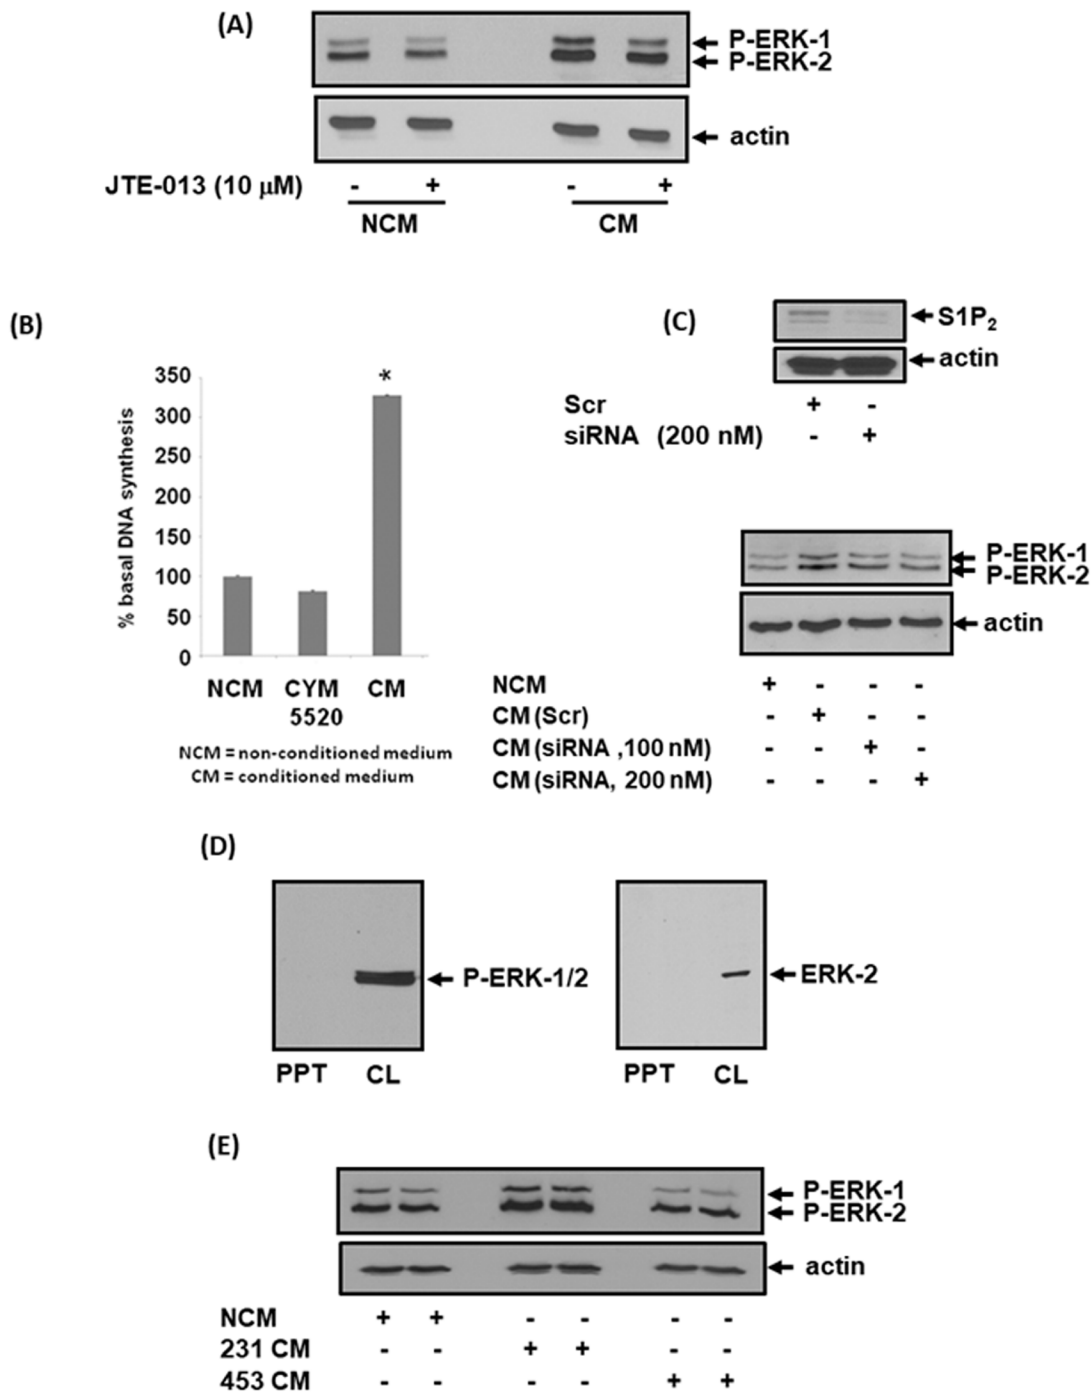 (A)
P-ERK-1
P-ERK-2
actin
JTE-013 (10 µM) - + - +
NCM CM
(B)
350
300
250
200
150
100
50
0
% basal DNA synthesis
*
NCM CYM 5520 CM
NCM = non-conditioned medium
CM = conditioned medium
(C)
S1P₂
actin
Scr + -
siRNA (200 nM) - +
P-ERK-1
P-ERK-2
actin
NCM + - - -
CM (Scr) - + - -
CM (siRNA ,100 nM) - - + -
CM (siRNA, 200 nM) - - - +
(D)
P-ERK-1/2
PPT CL
ERK-2
PPT CL
(E)
P-ERK-1
P-ERK-2
actin
NCM + + - - - -
231 CM - - + + - -
453 CM - - - - + +